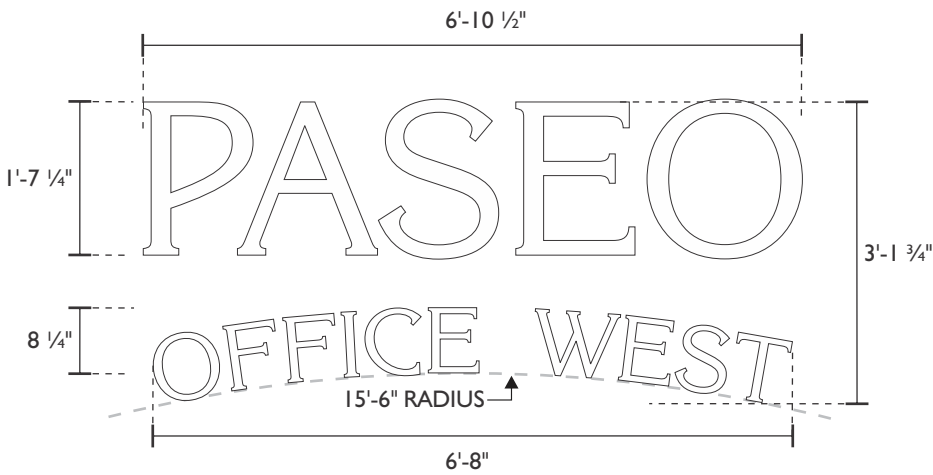 6'-10 ½"
PASEO
1'-7 ¼"
3'-1 ¾"
OFFICE WEST
8 ¼"
15'-6" RADIUS
6'-8"